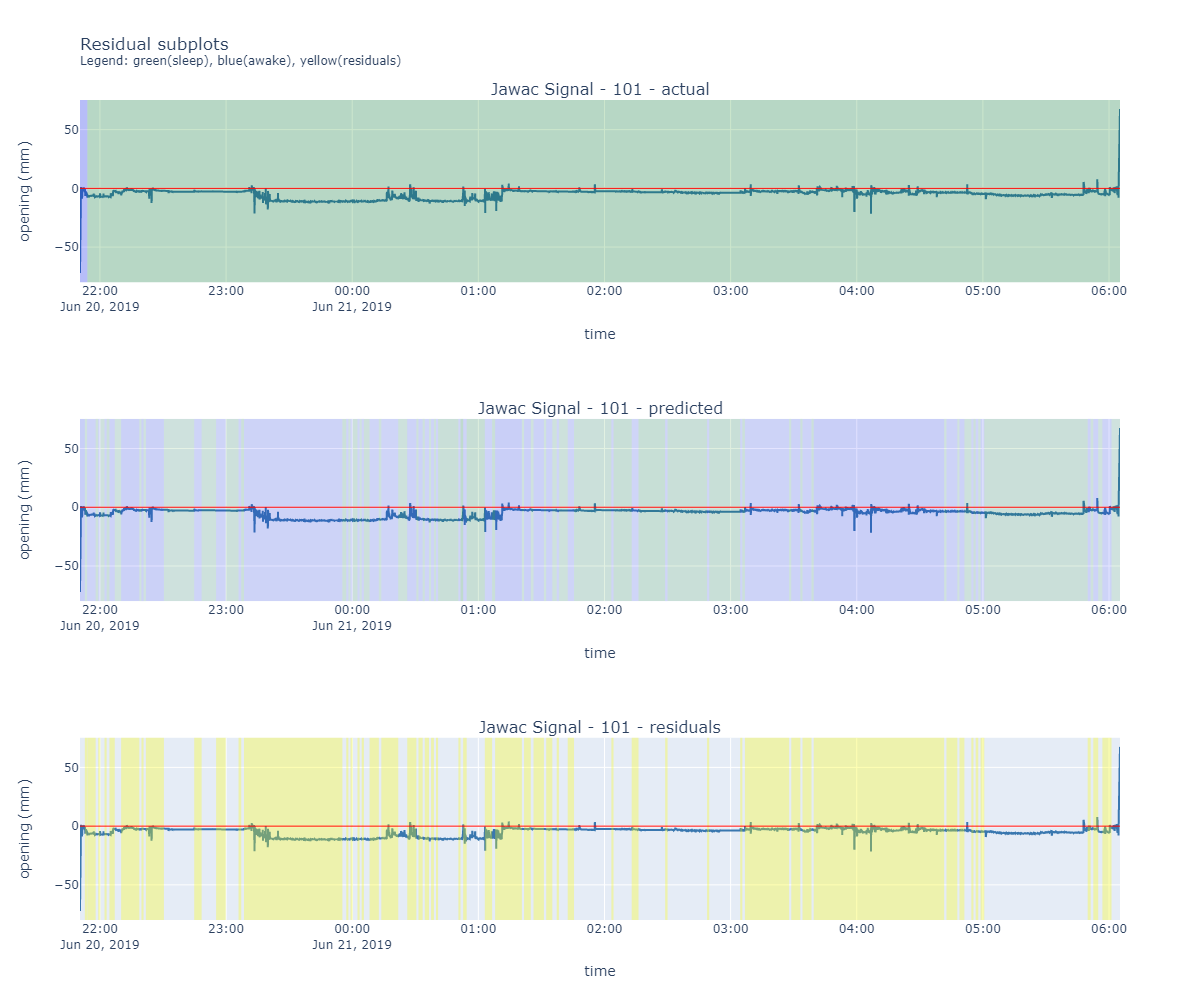 Residual subplots
Legend: green(sleep), blue(awake), yellow(residuals)
Jawac Signal - 101 - actual
opening (mm)
50
0
−50
22:00 23:00 00:00 01:00 02:00 03:00 04:00 05:00 06:00
Jun 20, 2019 Jun 21, 2019
time
Jawac Signal - 101 - predicted
opening (mm)
50
0
−50
22:00 23:00 00:00 01:00 02:00 03:00 04:00 05:00 06:00
Jun 20, 2019 Jun 21, 2019
time
Jawac Signal - 101 - residuals
opening (mm)
50
0
−50
22:00 23:00 00:00 01:00 02:00 03:00 04:00 05:00 06:00
Jun 20, 2019 Jun 21, 2019
time